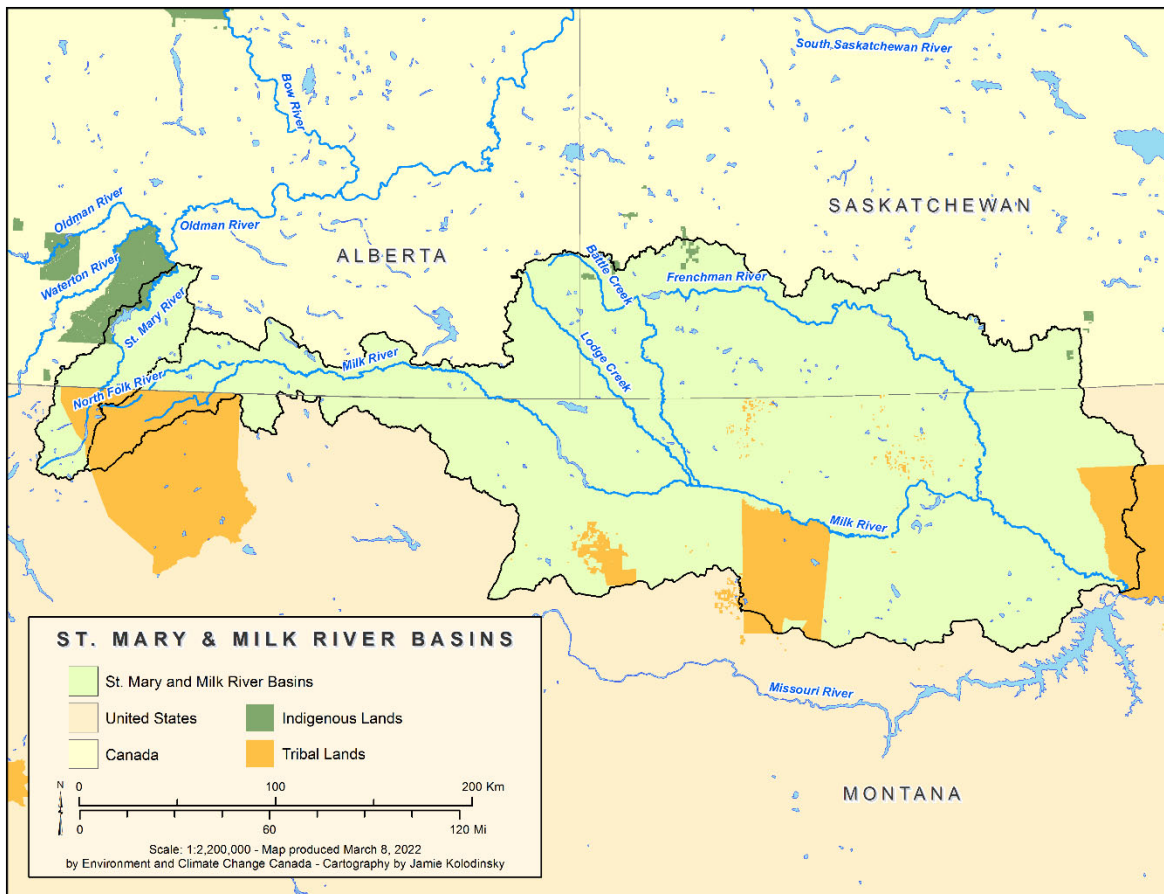 South Saskatchewan River
Bow River
Oldman River
Oldman River
SASKATCHEWAN
ALBERTA
Waterton River
Battle Creek
Frenchman River
St. Mary River
Lodge Creek
Milk River
North Folk River
Milk River
ST. MARY & MILK RIVER BASINS
St. Mary and Milk River Basins
United States
Indigenous Lands
Canada
Tribal Lands
N
0 100 200 Km
0 60 120 Mi
Scale: 1:2,200,000 - Map produced March 8, 2022
by Environment and Climate Change Canada - Cartography by Jamie Kolodinsky
Missouri River
MONTANA